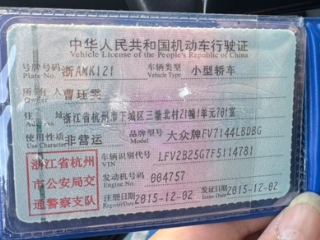 中华人民共和国机动车行驶证
Vehicle License of the People's Republic of China
号牌号码 浙AMK121 车辆类型 小型轿车
Plate No. Vehicle Type
所有人 曹珏雯
住址 浙江省杭州市下城区三塘北村21幢1单元701室
使用性质 非营运 品牌型号 大众牌FV7144LBDBG
Use Character Model
浙江省杭州 车辆识别代号 LFV2B25G7F5114781
VIN
市公安局交 发动机号码 004757
Engine No.
通警察支队 注册日期 2015-12-02 发证日期 2015-12-02
Register Date Issue Date